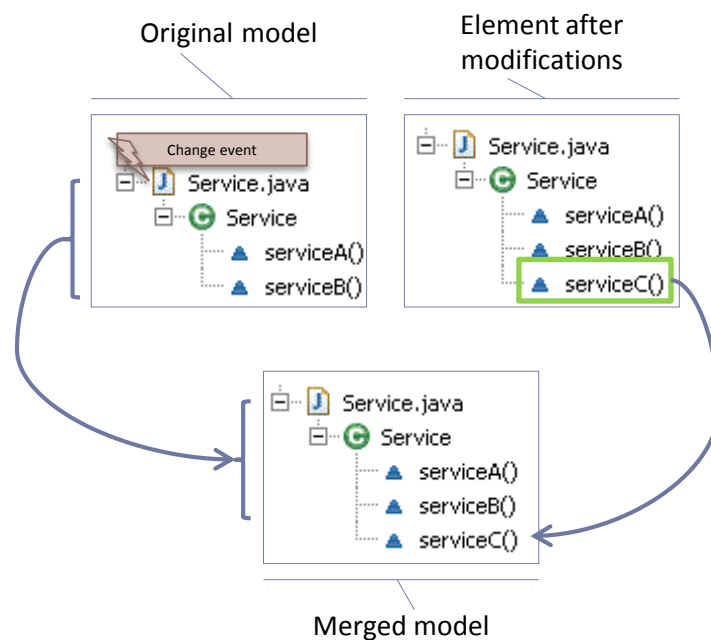 Original model
Element after
modifications
Change event
J Service.java
C Service
serviceA()
serviceB()
J Service.java
C Service
serviceA()
serviceB()
serviceC()
J Service.java
C Service
serviceA()
serviceB()
serviceC()
Merged model